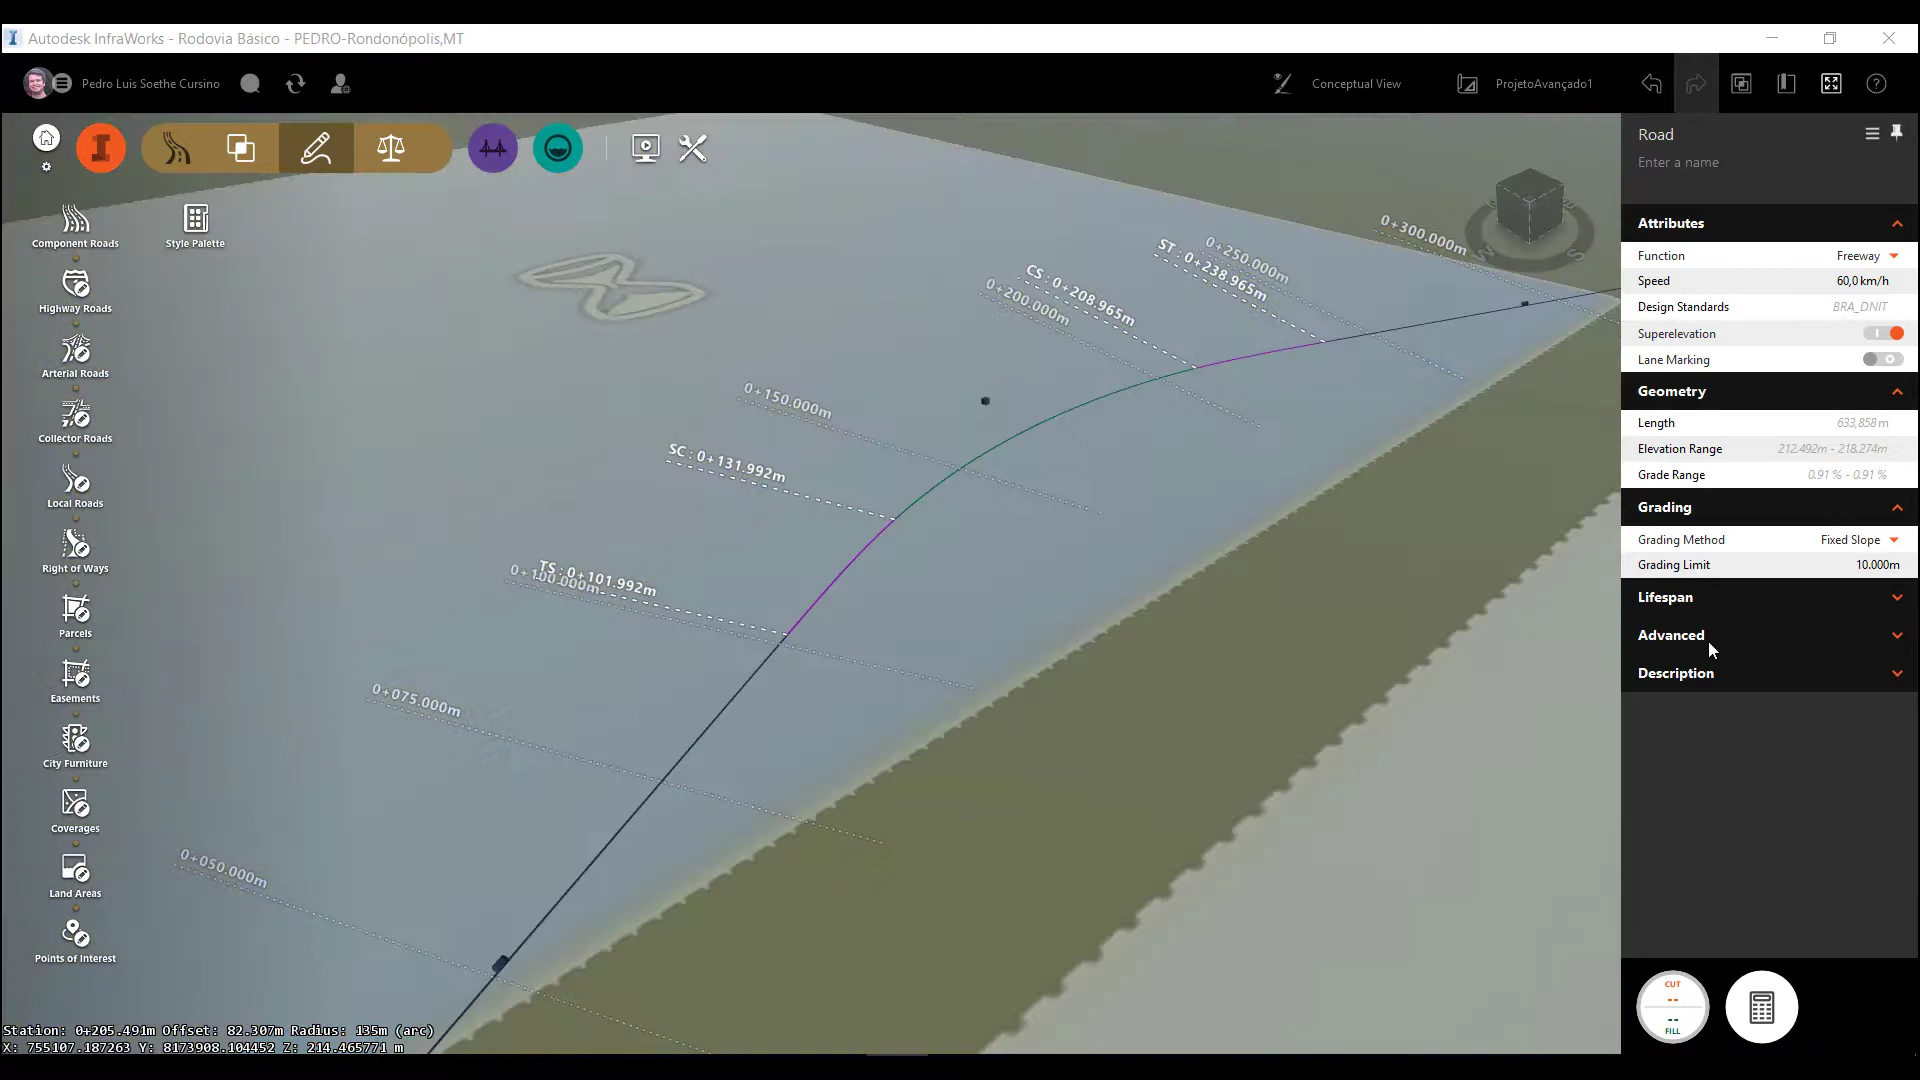 Autodesk InfraWorks - Rodovia Básico - PEDRO-Rondonópolis,MT
Pedro Luis Soethe Cursino
Conceptual View
ProjetoAvançado1
Component Roads
Style Palette
Highway Roads
Arterial Roads
Collector Roads
Local Roads
Right of Ways
Parcels
Easements
City Furniture
Coverages
Land Areas
Points of Interest
0+300.000m
0+250.000m
ST : 0+238.965m
CS : 0+208.965m
0+200.000m
0+150.000m
SC : 0+131.992m
TS : 0+101.992m
0+100.000m
0+075.000m
0+050.000m
W
S
Station: 0+205.491m Offset: 82.307m Radius: 135m (arc)
X: 755107.187263 Y: 8173908.104452 Z: 214.465771 m
Road
Enter a name
Attributes
Function Freeway
Speed 60,0 km/h
Design Standards BRA_DNIT
Superelevation
Lane Marking
Geometry
Length 633,858 m
Elevation Range 212.492m - 218.274m
Grade Range 0.91 % - 0.91 %
Grading
Grading Method Fixed Slope
Grading Limit 10.000m
Lifespan
Advanced
Description
CUT
--
--
FILL